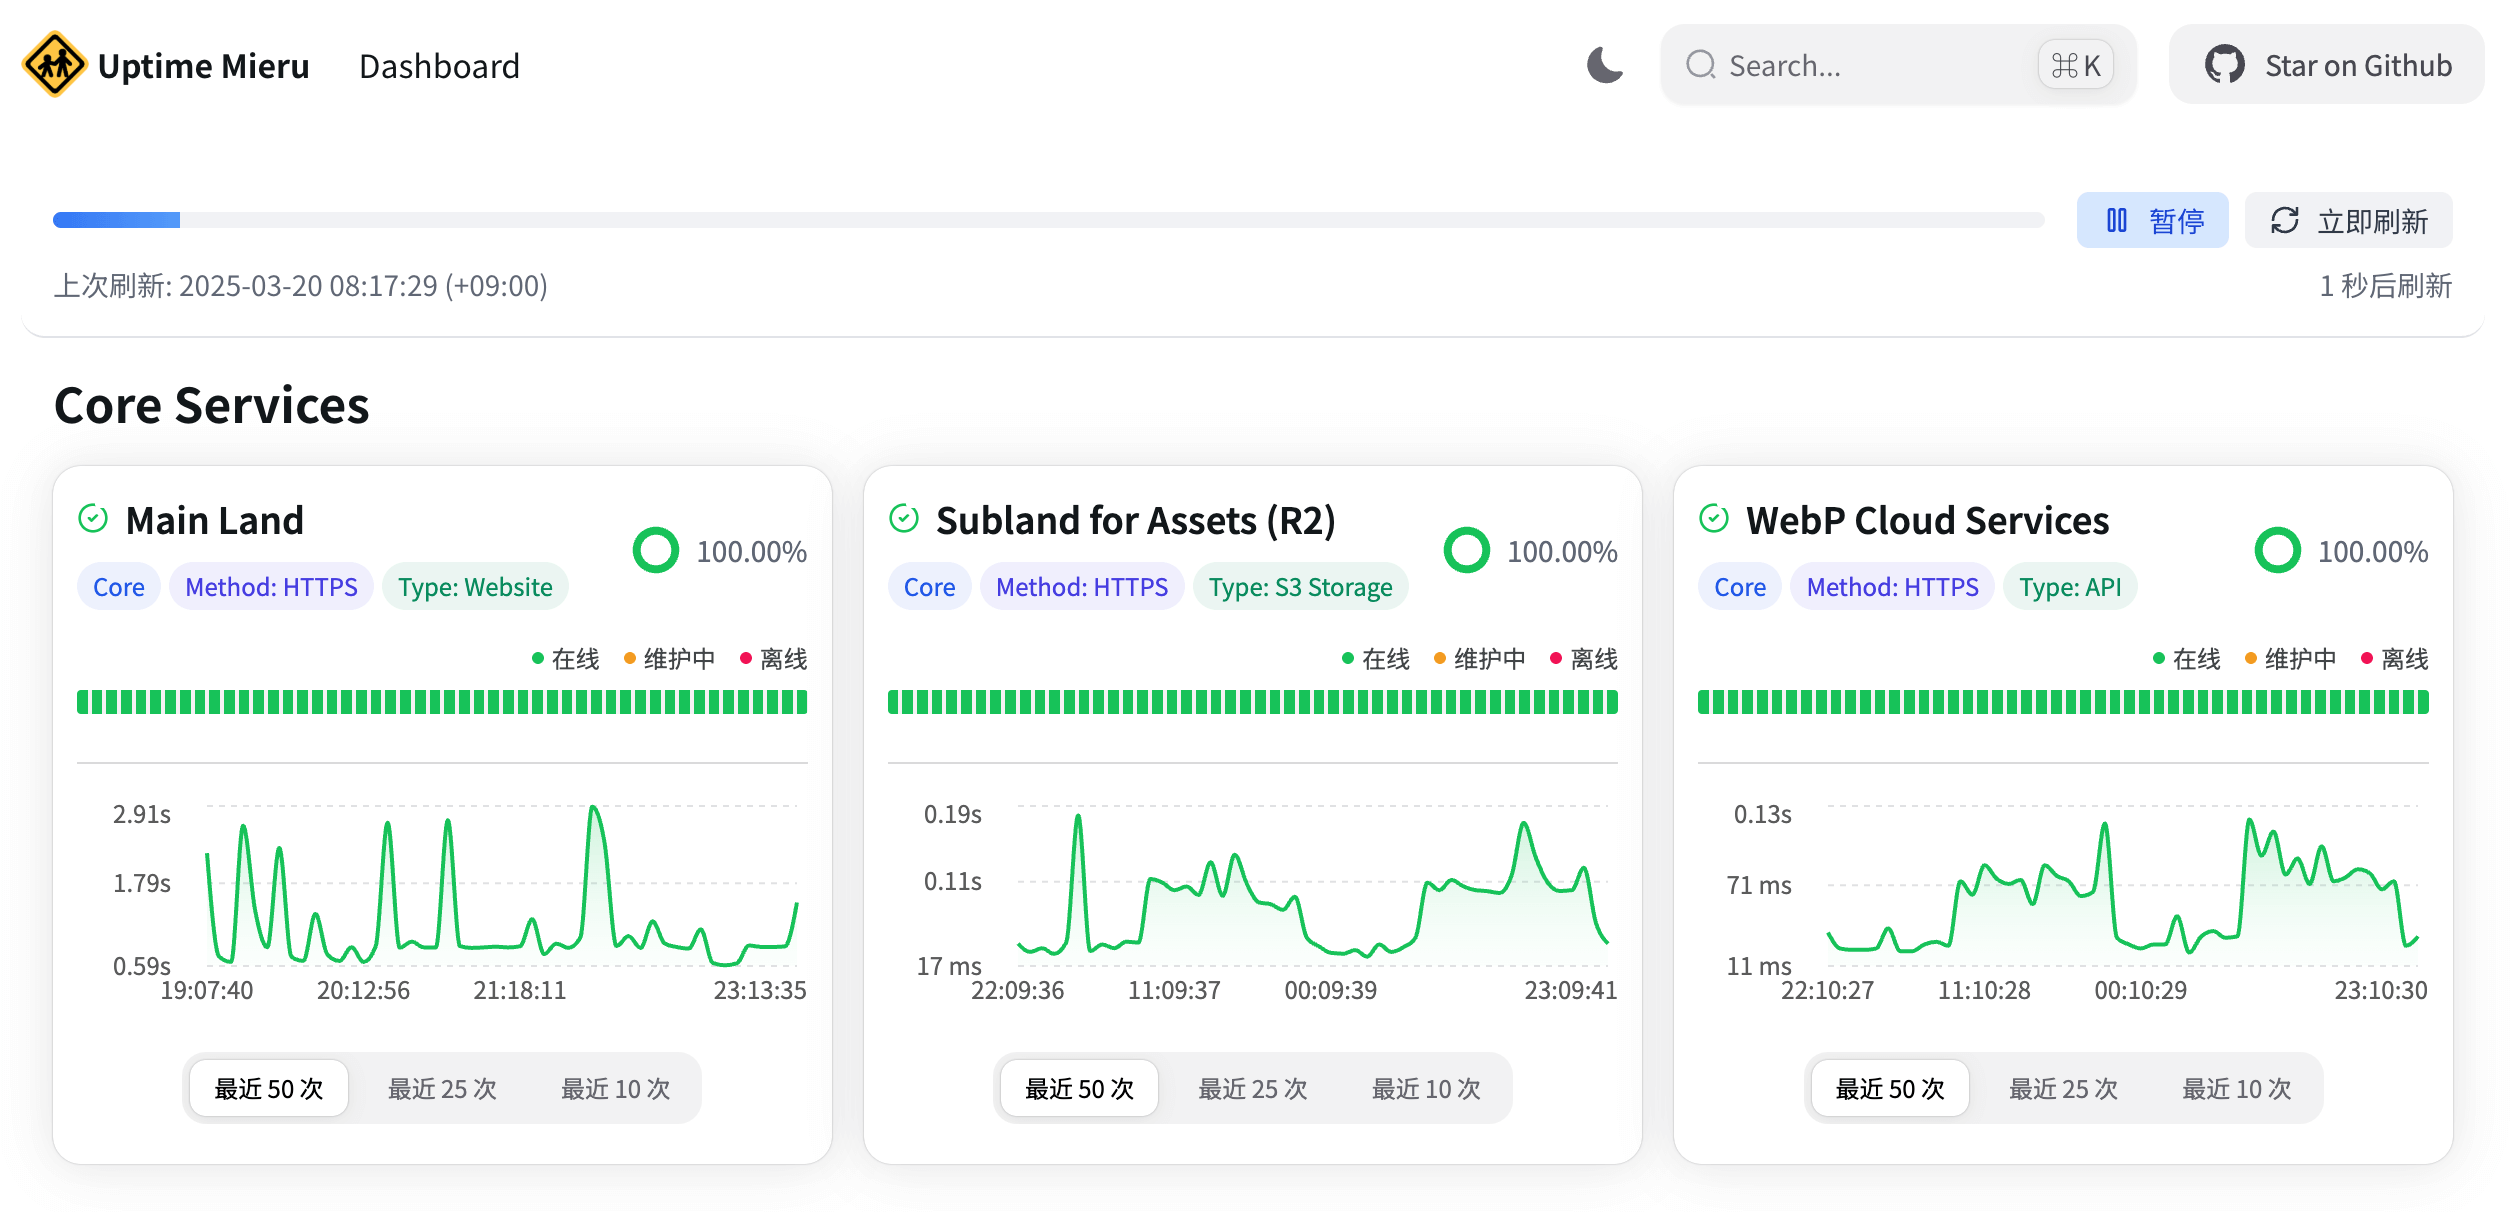 Uptime Mieru Dashboard Search... ⌘K Star on Github
暂停 立即刷新
上次刷新: 2025-03-20 08:17:29 (+09:00) 1 秒后刷新
Core Services
Main Land
100.00%
Core Method: HTTPS Type: Website
在线 维护中 离线
2.91s
1.79s
0.59s
19:07:40 20:12:56 21:18:11 23:13:35
最近 50 次 最近 25 次 最近 10 次
Subland for Assets (R2)
100.00%
Core Method: HTTPS Type: S3 Storage
在线 维护中 离线
0.19s
0.11s
17 ms
22:09:36 11:09:37 00:09:39 23:09:41
最近 50 次 最近 25 次 最近 10 次
WebP Cloud Services
100.00%
Core Method: HTTPS Type: API
在线 维护中 离线
0.13s
71 ms
11 ms
22:10:27 11:10:28 00:10:29 23:10:30
最近 50 次 最近 25 次 最近 10 次